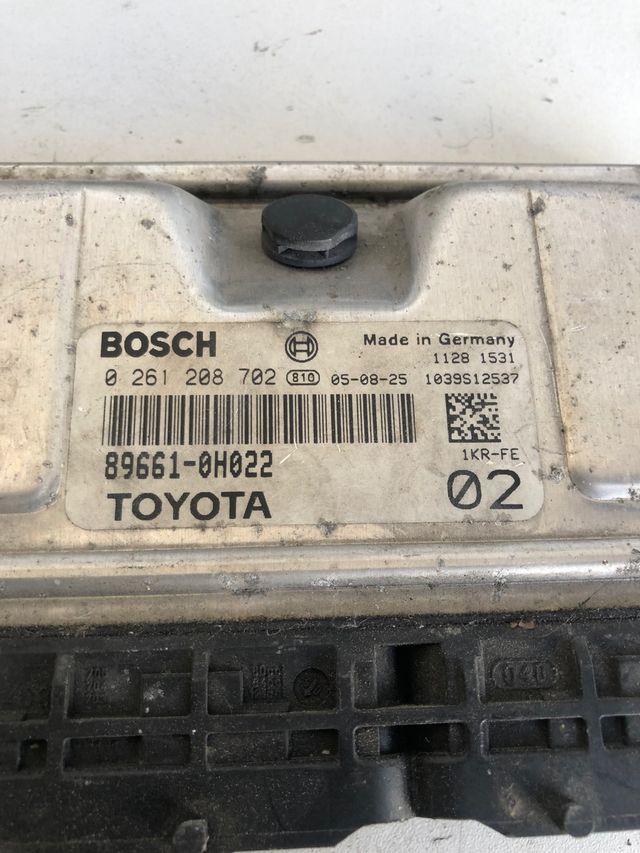 BOSCH Made in Germany
1128 1531
0 261 208 702 810 05-08-25 1039S12537
89661-0H022
1KR-FE
TOYOTA 02
040